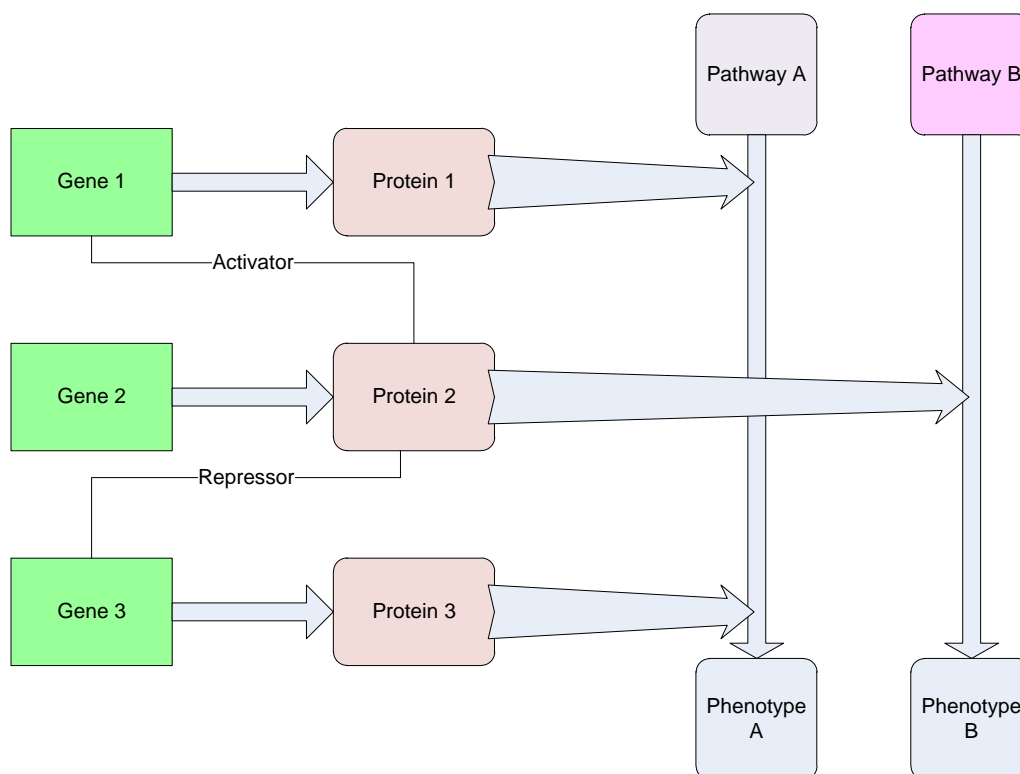 Pathway A
Pathway B
Gene 1
Protein 1
Activator
Gene 2
Protein 2
Repressor
Gene 3
Protein 3
Phenotype
A
Phenotype
B